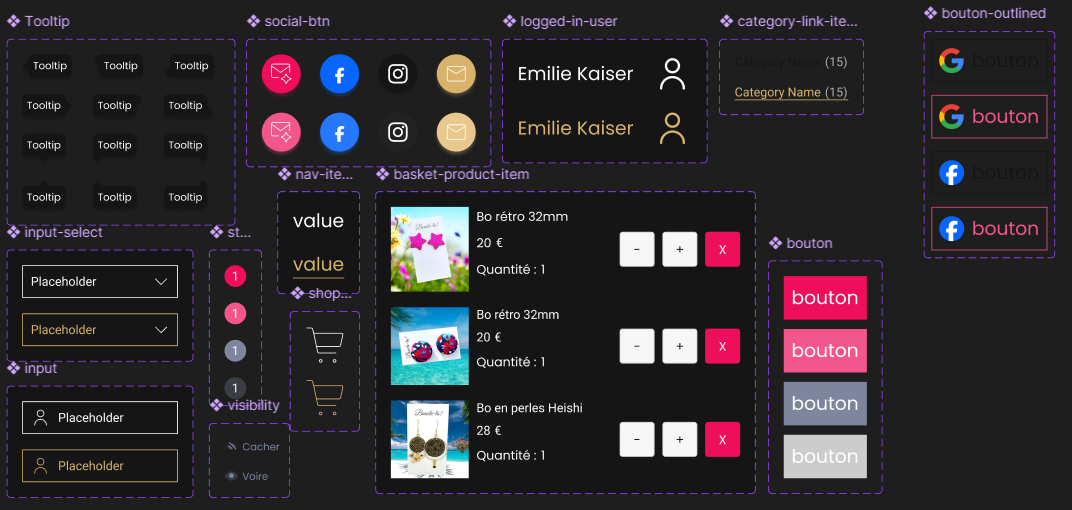 Tooltip
Tooltip
Tooltip
Tooltip
Tooltip
Tooltip
Tooltip
Tooltip
Tooltip
Tooltip
Tooltip
Tooltip
Tooltip
social-btn
logged-in-user
Emilie Kaiser
Emilie Kaiser
category-link-ite...
Category Name (15)
Category Name (15)
bouton-outlined
bouton
bouton
bouton
bouton
nav-ite...
value
value
basket-product-item
Bo rétro 32mm
20 €
Quantité : 1
- + X
Bo rétro 32mm
20 €
Quantité : 1
- + X
Bo en perles Heishi
28 €
Quantité : 1
- + X
input-select
Placeholder
Placeholder
st...
1
1
1
1
shop...
bouton
bouton
bouton
bouton
bouton
input
Placeholder
Placeholder
visibility
Cacher
Voire